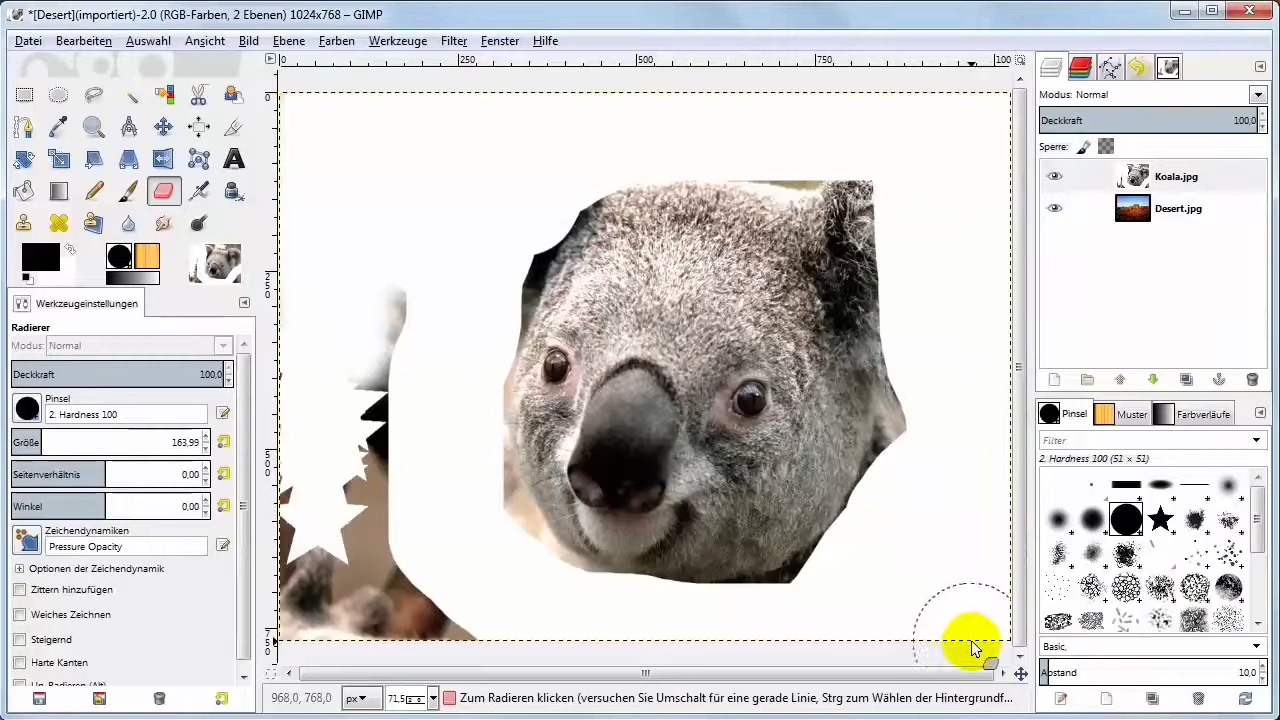 *[Desert](importiert)-2.0 (RGB-Farben, 2 Ebenen) 1024x768 – GIMP
Datei Bearbeiten Auswahl Ansicht Bild Ebene Farben Werkzeuge Filter Fenster Hilfe
0 250 500 750 100
0
250
500
750
Werkzeugeinstellungen
Radierer
Modus: Normal
Deckkraft 100,0
Pinsel
2. Hardness 100
Größe 163,99
Seitenverhältnis 0,00
Winkel 0,00
Zeichendynamiken
Pressure Opacity
Optionen der Zeichendynamik
Zittern hinzufügen
Weiches Zeichnen
Steigernd
Harte Kanten
968,0, 768,0 px 71,5 Zum Radieren klicken (versuchen Sie Umschalt für eine gerade Linie, Strg zum Wählen der Hintergrundf...
Modus: Normal
Deckkraft 100,0
Sperre:
Koala.jpg
Desert.jpg
Pinsel Muster Farbverläufe
Filter
2. Hardness 100 (51 × 51)
Basic,
Abstand 10,0